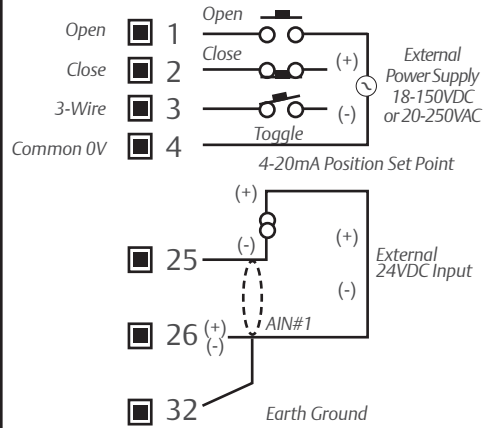 Open 1 Open
Close 2 Close (+)
3-Wire 3 (-)
Common 0V 4 Toggle
External
Power Supply
18-150VDC
or 20-250VAC
4-20mA Position Set Point
(+)
(-) (+)
25
External
24VDC Input
(-)
26 (+) AIN#1
(-)
32 Earth Ground